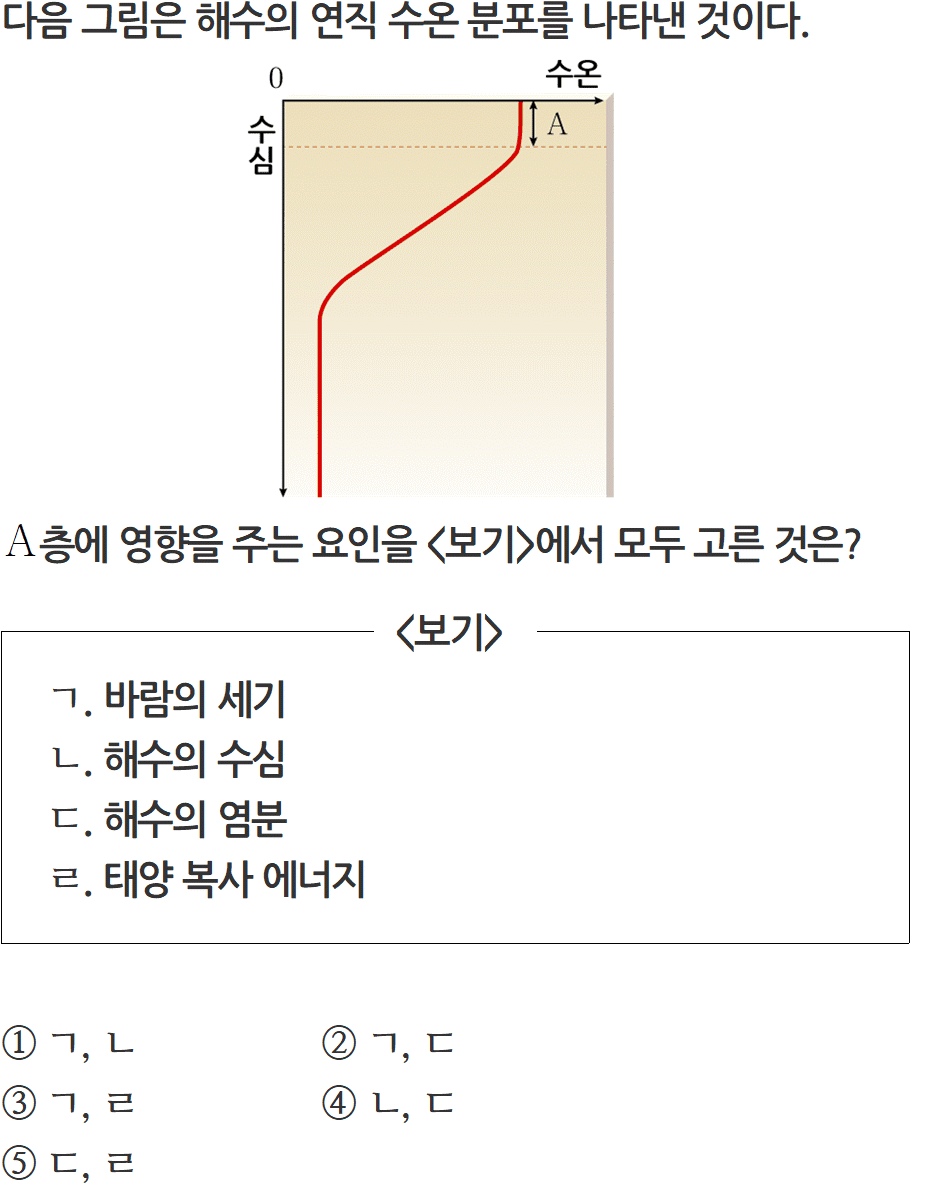 다음 그림은 해수의 연직 수온 분포를 나타낸 것이다.
0 수온
수심
A
A층에 영향을 주는 요인을 <보기>에서 모두 고른 것은?
<보기>
ㄱ. 바람의 세기
ㄴ. 해수의 수심
ㄷ. 해수의 염분
ㄹ. 태양 복사 에너지
① ㄱ, ㄴ ② ㄱ, ㄷ
③ ㄱ, ㄹ ④ ㄴ, ㄷ
⑤ ㄷ, ㄹ